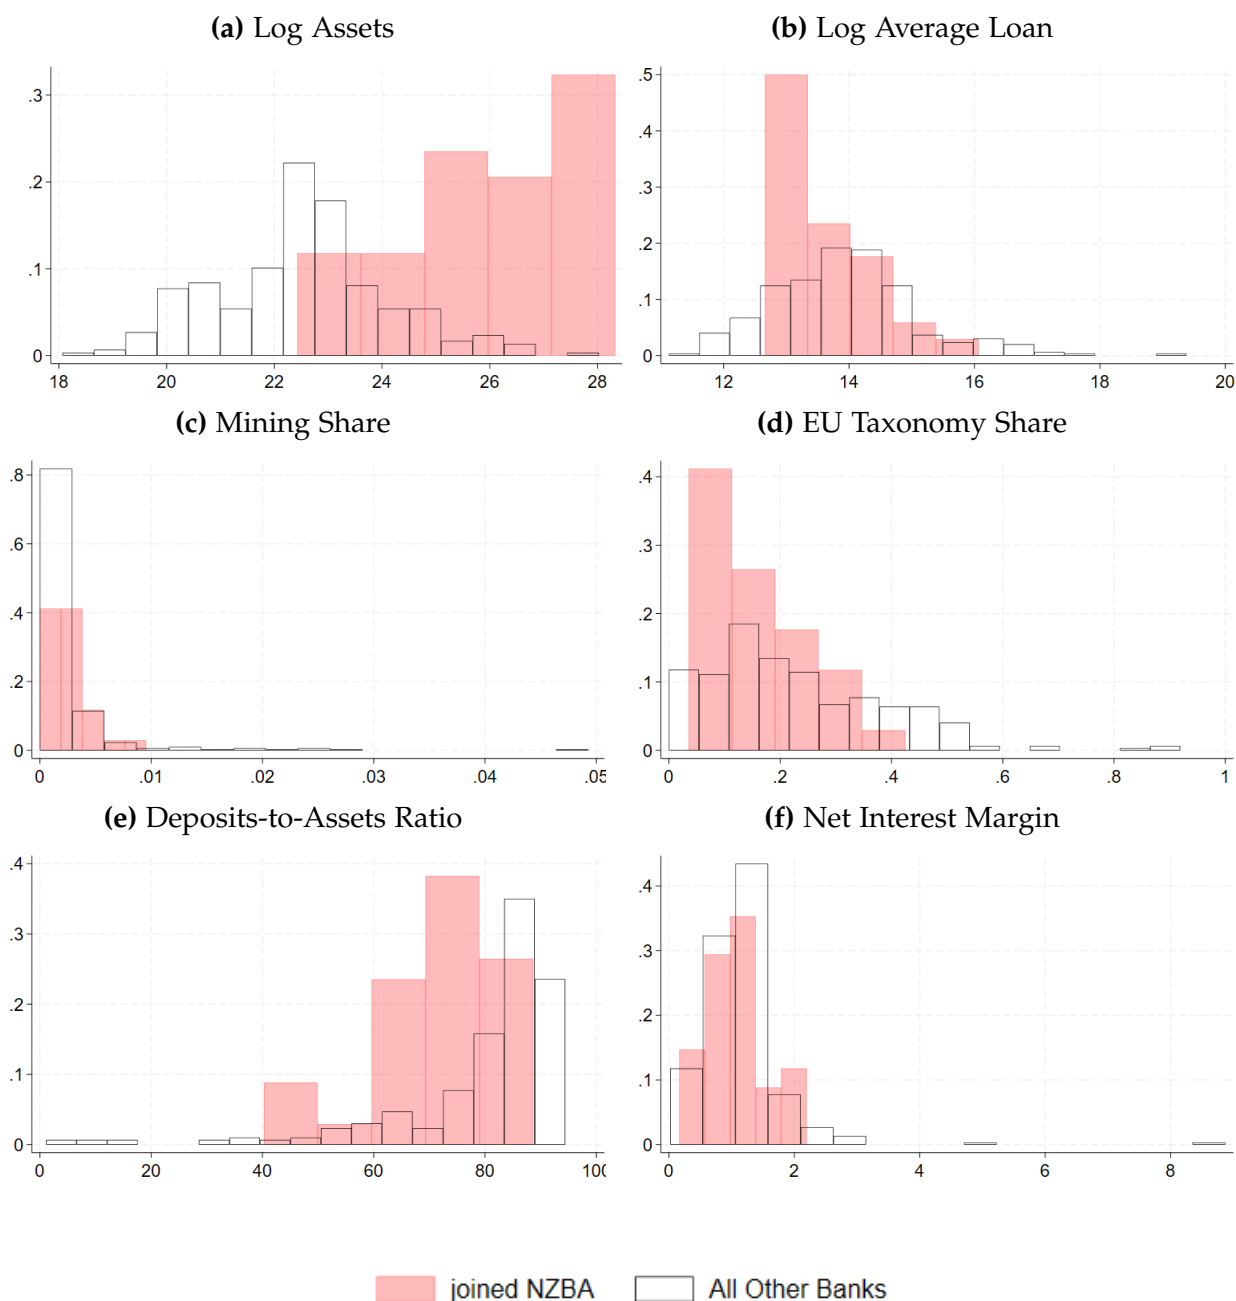 (a) Log Assets
(b) Log Average Loan
.3
.2
.1
0
18 20 22 24 26 28
.5
.4
.3
.2
.1
0
12 14 16 18 20
(c) Mining Share
(d) EU Taxonomy Share
.8
.6
.4
.2
0
0 .01 .02 .03 .04 .05
.4
.3
.2
.1
0
0 .2 .4 .6 .8 1
(e) Deposits-to-Assets Ratio
(f) Net Interest Margin
.4
.3
.2
.1
0
0 20 40 60 80 100
.4
.3
.2
.1
0
0 2 4 6 8
joined NZBA All Other Banks